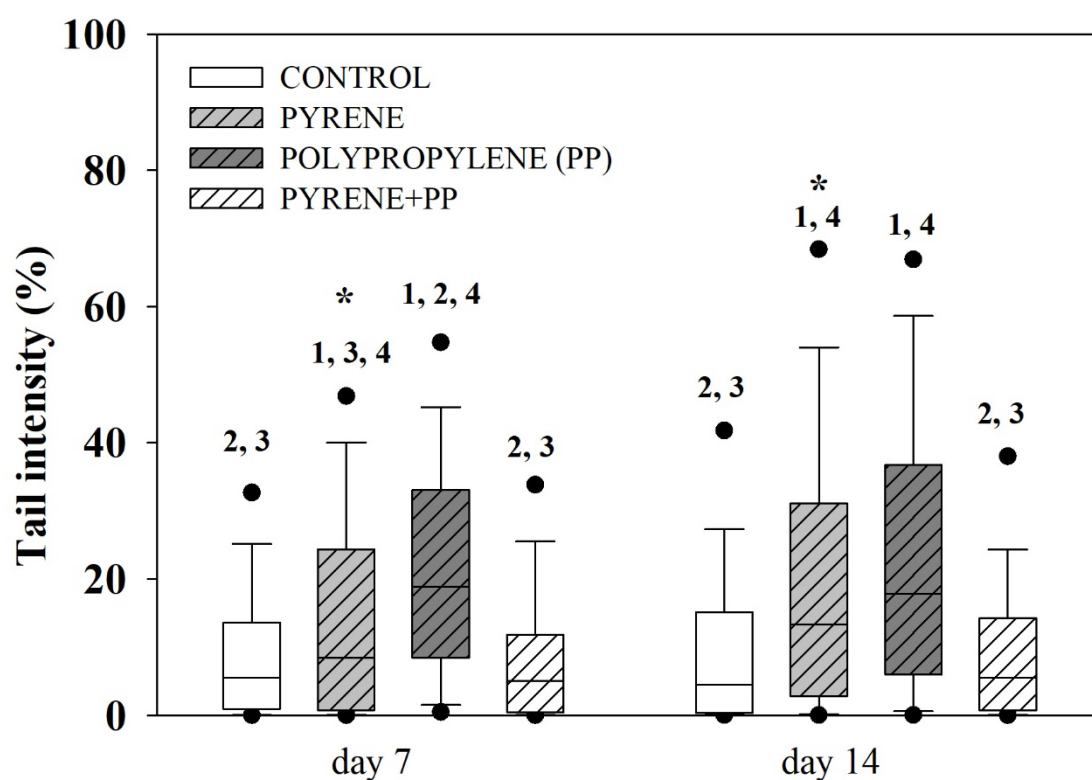 100
80
60
40
20
0
Tail intensity (%)
CONTROL
PYRENE
POLYPROPYLENE (PP)
PYRENE+PP
2, 3
*
1, 3, 4
1, 2, 4
2, 3
2, 3
*
1, 4
1, 4
2, 3
day 7
day 14